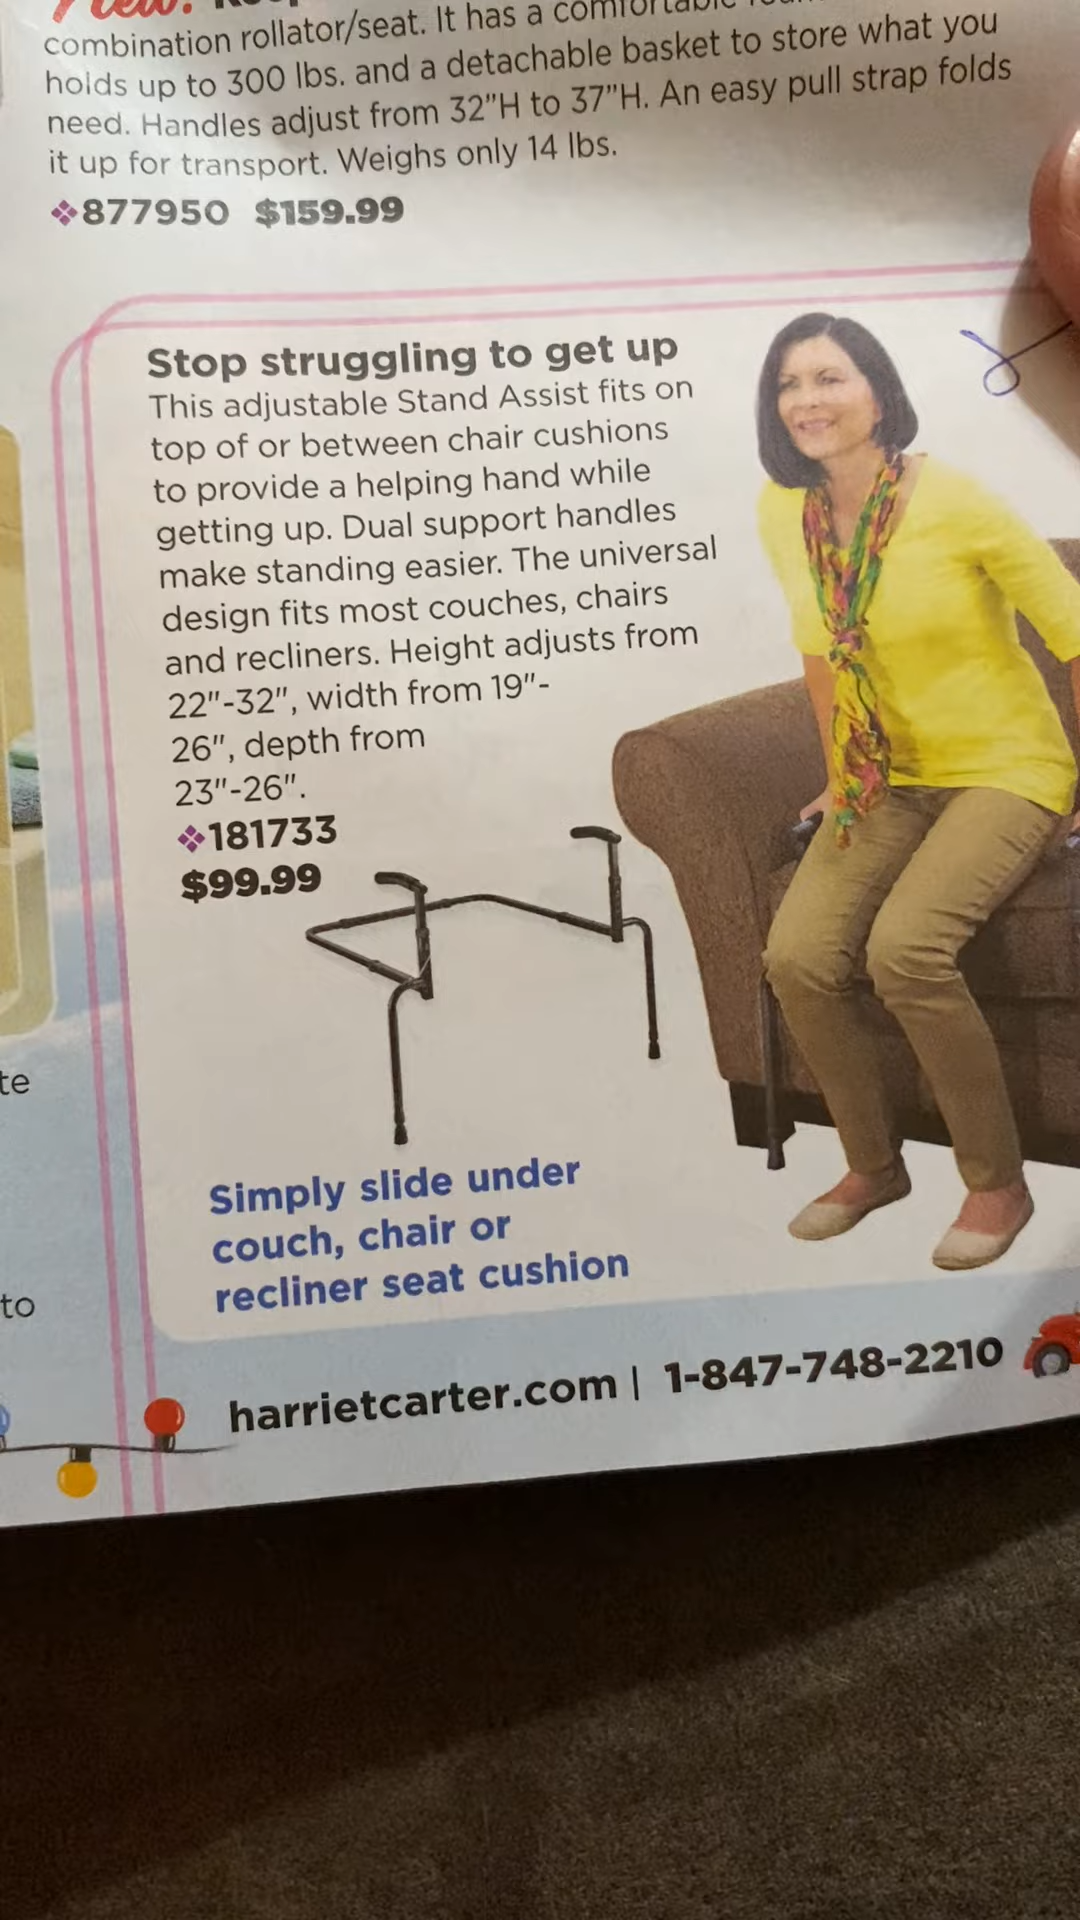 New!
combination rollator/seat. It has a comfortable
holds up to 300 lbs. and a detachable basket to store what you
need. Handles adjust from 32"H to 37"H. An easy pull strap folds
it up for transport. Weighs only 14 lbs.
❖877950 $159.99
Stop struggling to get up
This adjustable Stand Assist fits on
top of or between chair cushions
to provide a helping hand while
getting up. Dual support handles
make standing easier. The universal
design fits most couches, chairs
and recliners. Height adjusts from
22"-32", width from 19"-
26", depth from
23"-26".
❖181733
$99.99
te
Simply slide under
couch, chair or
recliner seat cushion
to
harrietcarter.com | 1-847-748-2210